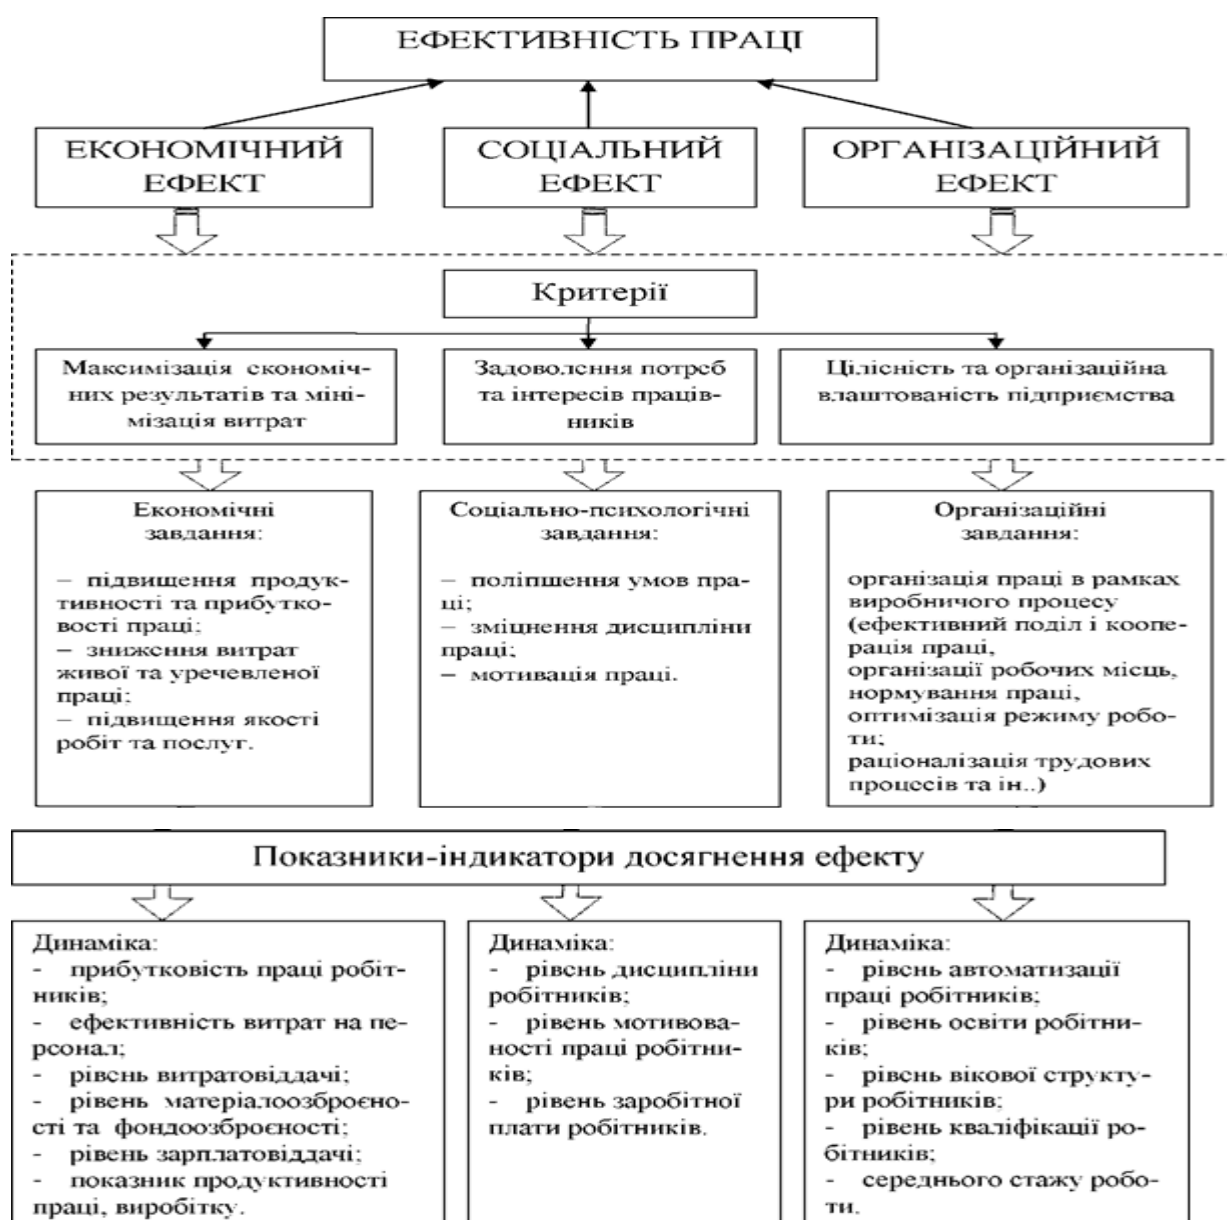 ЕФЕКТИВНІСТЬ ПРАЦІ
ЕКОНОМІЧНИЙ
ЕФЕКТ
СОЦІАЛЬНИЙ
ЕФЕКТ
ОРГАНІЗАЦІЙНИЙ
ЕФЕКТ
Критерії
Максимізація економіч-
них результатів та міні-
мізація витрат
Задоволення потреб
та інтересів праців-
ників
Цілісність та організаційна
влаштованість підприємства
Економічні
завдання:
– підвищення продук-
тивності та прибутко-
вості праці;
– зниження витрат
живої та уречевленої
праці;
– підвищення якості
робіт та послуг.
Соціально-психологічні
завдання:
– поліпшення умов пра-
ці;
– зміцнення дисципліни
праці;
– мотивація праці.
Організаційні
завдання:
організація праці в рамках
виробничого процесу
(ефективний поділ і коопе-
рація праці,
організації робочих місць,
нормування праці,
оптимізація режиму робо-
ти;
раціоналізація трудових
процесів та ін..)
Показники-індикатори досягнення ефекту
Динаміка:
- прибутковість праці робіт-
ників;
- ефективність витрат на пе-
рсонал;
- рівень витратовіддачі;
- рівень матеріалоозброєно-
сті та фондоозброєності;
- рівень зарплатовіддачі;
- показник продуктивності
праці, виробітку.
Динаміка:
- рівень дисципліни
робітників;
- рівень мотивова-
ності праці робітни-
ків;
- рівень заробітної
плати робітників.
Динаміка:
- рівень автоматизації
праці робітників;
- рівень освіти робітни-
ків;
- рівень вікової структу-
ри робітників;
- рівень кваліфікації ро-
бітників;
- середнього стажу робо-
ти.